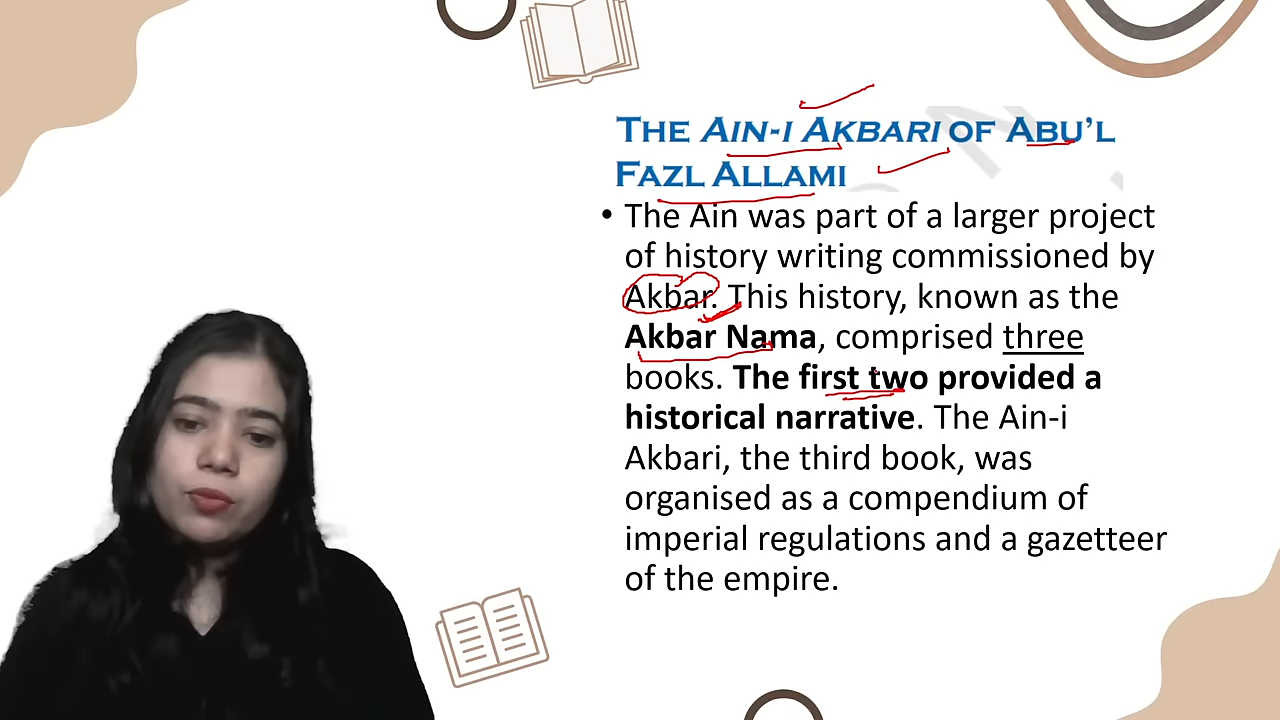 THE AIN-I AKBARI OF ABU'L
FAZL ALLAMI
• The Ain was part of a larger project
of history writing commissioned by
Akbar. This history, known as the
Akbar Nama, comprised three
books. The first two provided a
historical narrative. The Ain-i
Akbari, the third book, was
organised as a compendium of
imperial regulations and a gazetteer
of the empire.